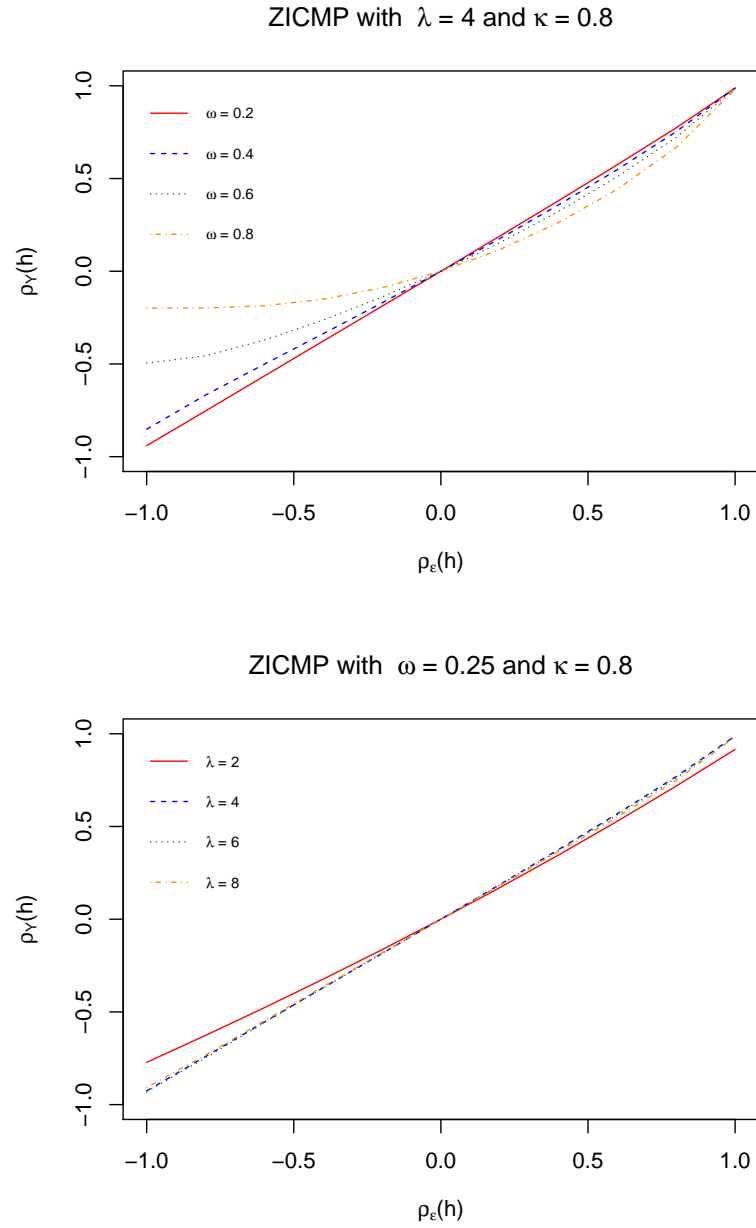 ZICMP with λ = 4 and κ = 0.8
ω = 0.2
ω = 0.4
ω = 0.6
ω = 0.8
ρY(h)
1.0
0.5
0.0
−0.5
−1.0
−1.0 −0.5 0.0 0.5 1.0
ρε(h)
ZICMP with ω = 0.25 and κ = 0.8
λ = 2
λ = 4
λ = 6
λ = 8
ρY(h)
1.0
0.5
0.0
−0.5
−1.0
−1.0 −0.5 0.0 0.5 1.0
ρε(h)